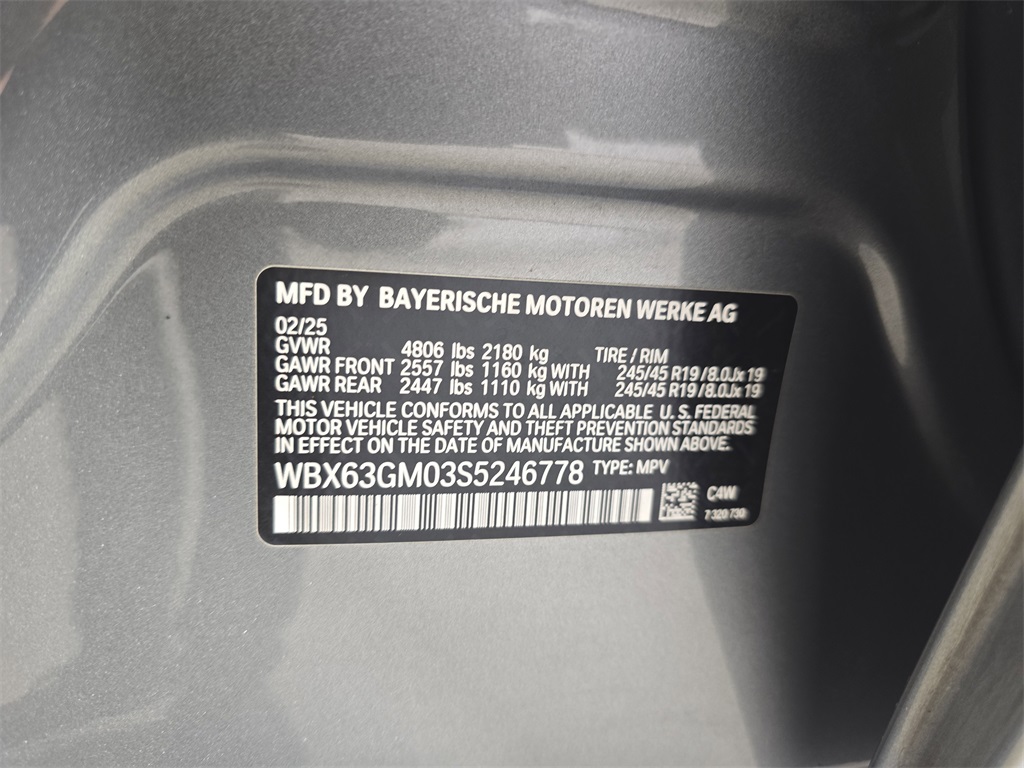 MFD BY BAYERISCHE MOTOREN WERKE AG
02/25
GVWR 4806 lbs 2180 kg TIRE / RIM
GAWR FRONT 2557 lbs 1160 kg WITH 245/45 R19 / 8.0Jx19
GAWR REAR 2447 lbs 1110 kg WITH 245/45 R19 / 8.0Jx19
THIS VEHICLE CONFORMS TO ALL APPLICABLE U.S. FEDERAL
MOTOR VEHICLE SAFETY AND THEFT PREVENTION STANDARDS
IN EFFECT ON THE DATE OF MANUFACTURE SHOWN ABOVE.
WBX63GM03S5246778 TYPE: MPV
C4W
7 320 730